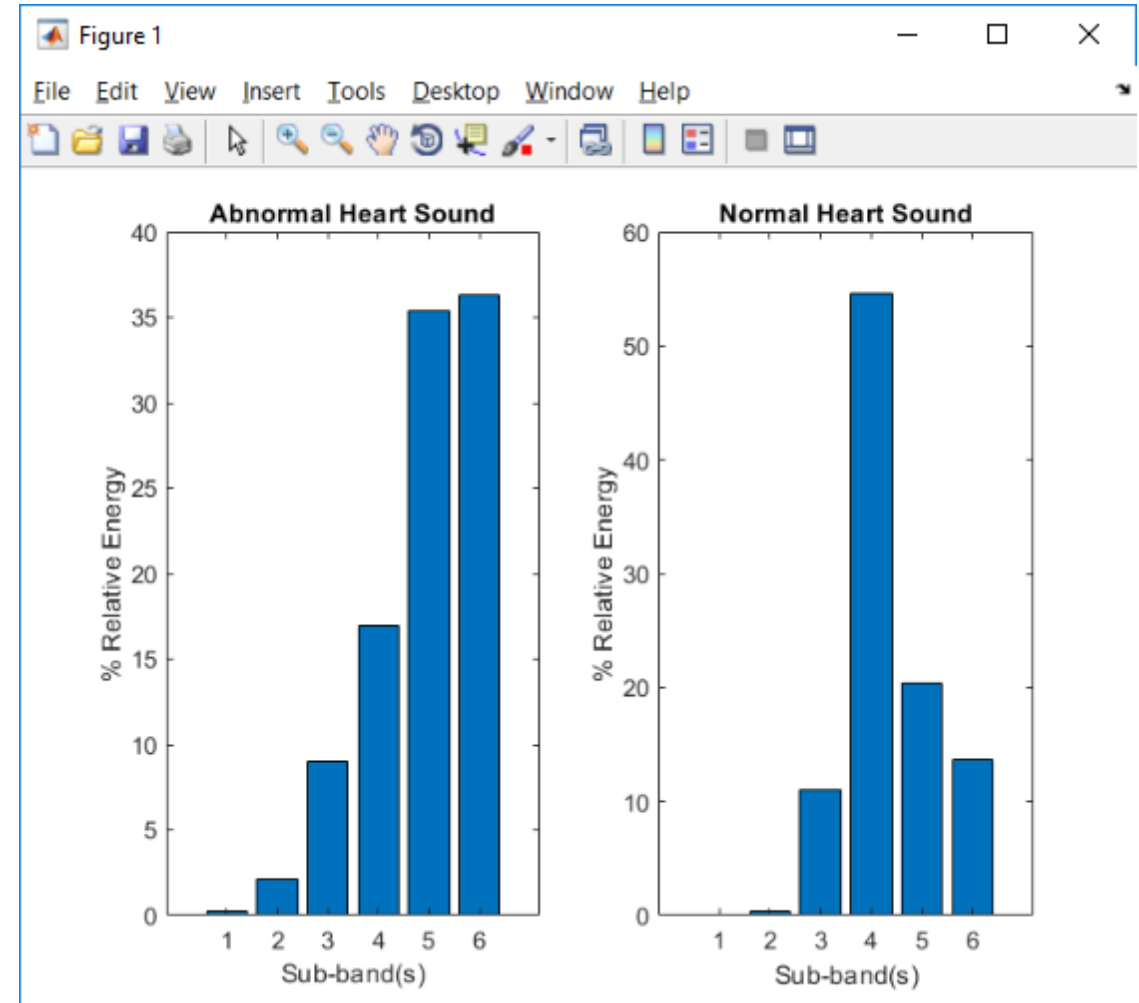 Figure 1
File Edit View Insert Tools Desktop Window Help
Abnormal Heart Sound
40
35
30
25
20
15
10
5
0
% Relative Energy
1 2 3 4 5 6
Sub-band(s)
Normal Heart Sound
60
50
40
30
20
10
0
% Relative Energy
1 2 3 4 5 6
Sub-band(s)